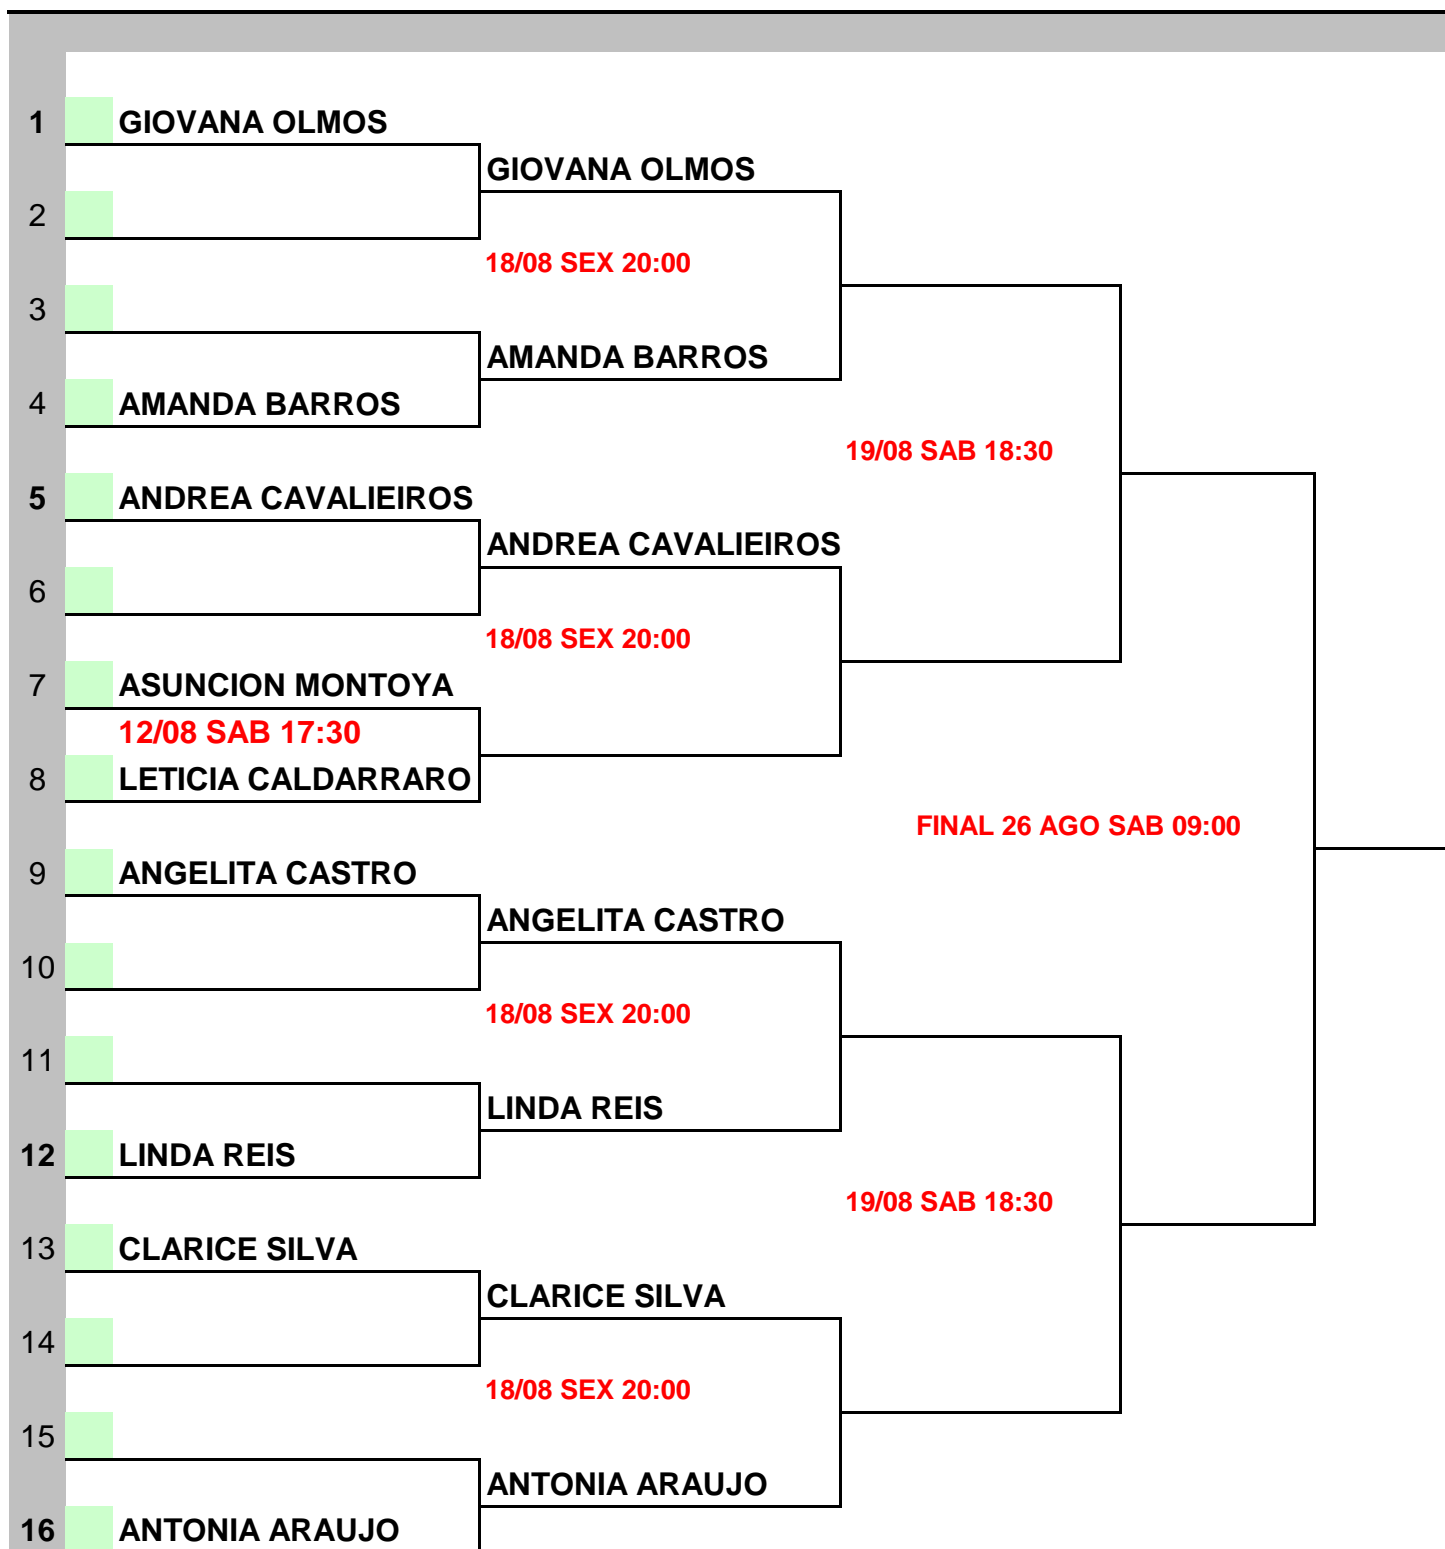 1 GIOVANA OLMOS
GIOVANA OLMOS
2
18/08 SEX 20:00
3
AMANDA BARROS
4 AMANDA BARROS
19/08 SAB 18:30
5 ANDREA CAVALIEIROS
ANDREA CAVALIEIROS
6
18/08 SEX 20:00
7 ASUNCION MONTOYA
12/08 SAB 17:30
8 LETICIA CALDARRARO
FINAL 26 AGO SAB 09:00
9 ANGELITA CASTRO
ANGELITA CASTRO
10
18/08 SEX 20:00
11
LINDA REIS
12 LINDA REIS
19/08 SAB 18:30
13 CLARICE SILVA
CLARICE SILVA
14
18/08 SEX 20:00
15
ANTONIA ARAUJO
16 ANTONIA ARAUJO